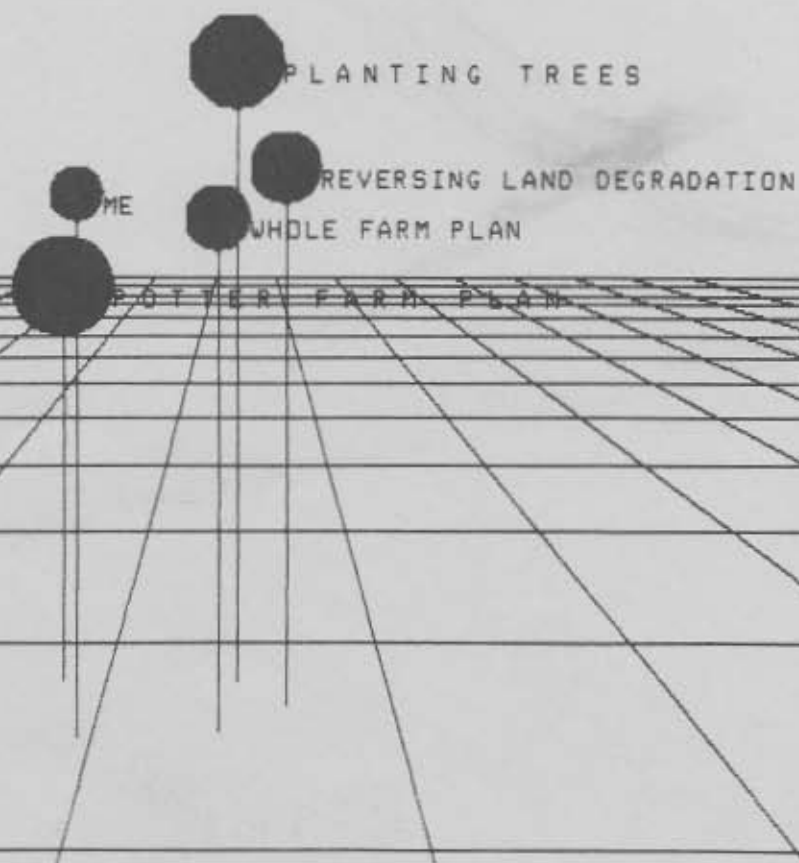 PLANTING TREES
REVERSING LAND DEGRADATION
ME
WHOLE FARM PLAN
POTTER FARM PLAN